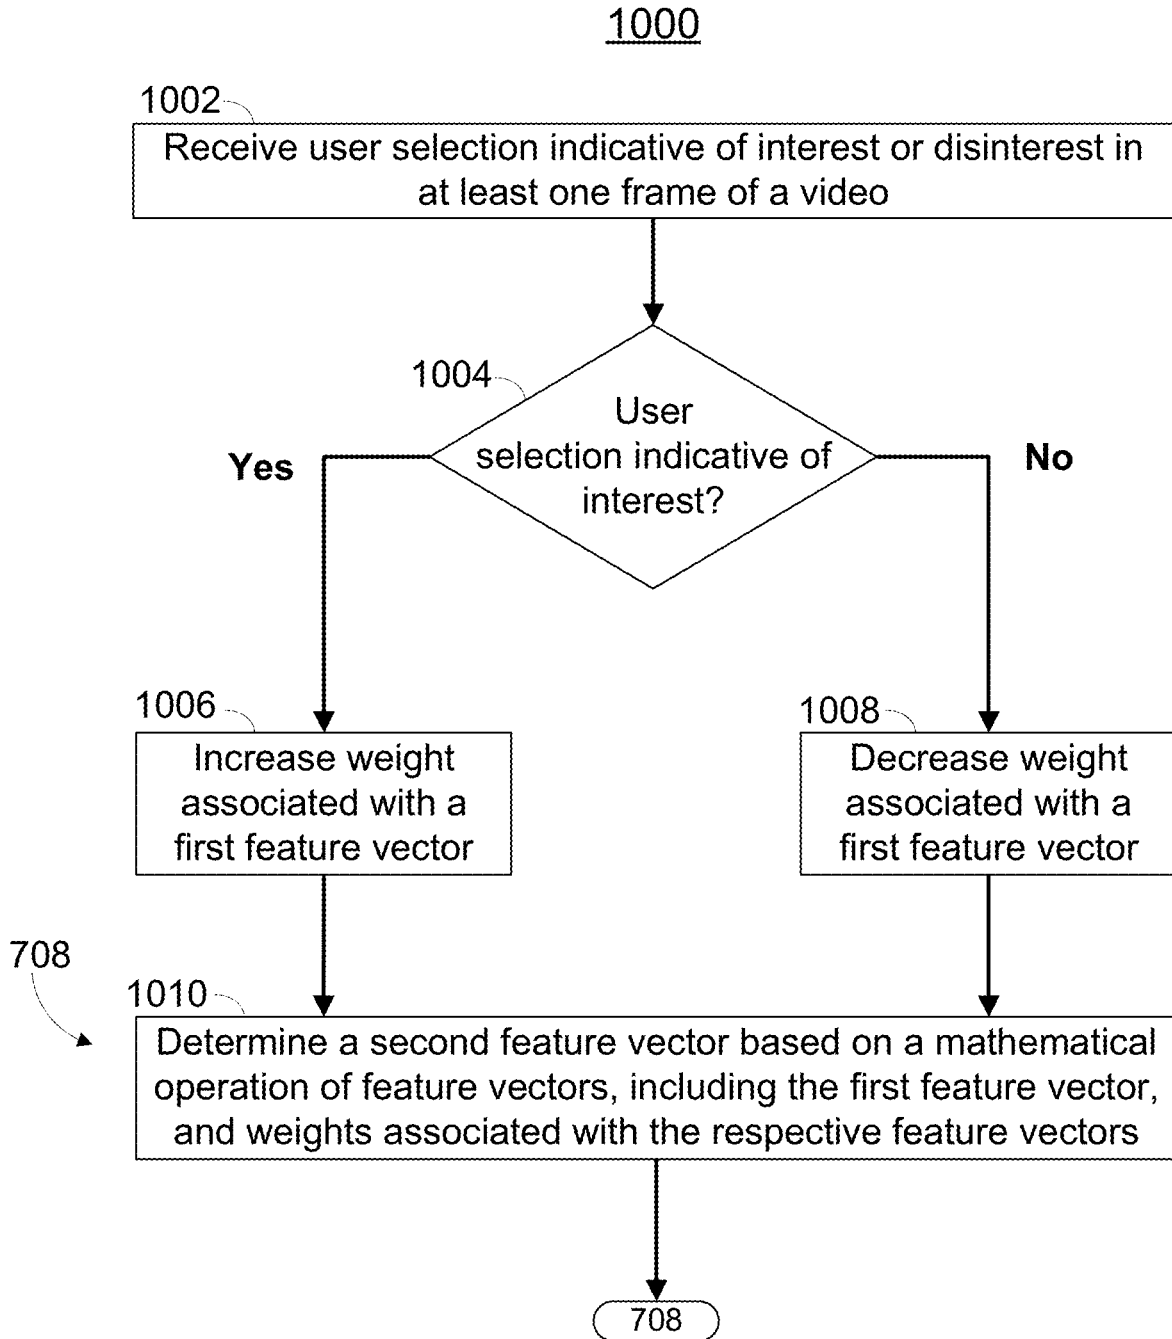 1000
1002
Receive user selection indicative of interest or disinterest in
at least one frame of a video
1004
User
selection indicative of
interest?
Yes
No
1006
Increase weight
associated with a
first feature vector
1008
Decrease weight
associated with a
first feature vector
708
1010
Determine a second feature vector based on a mathematical
operation of feature vectors, including the first feature vector,
and weights associated with the respective feature vectors
708